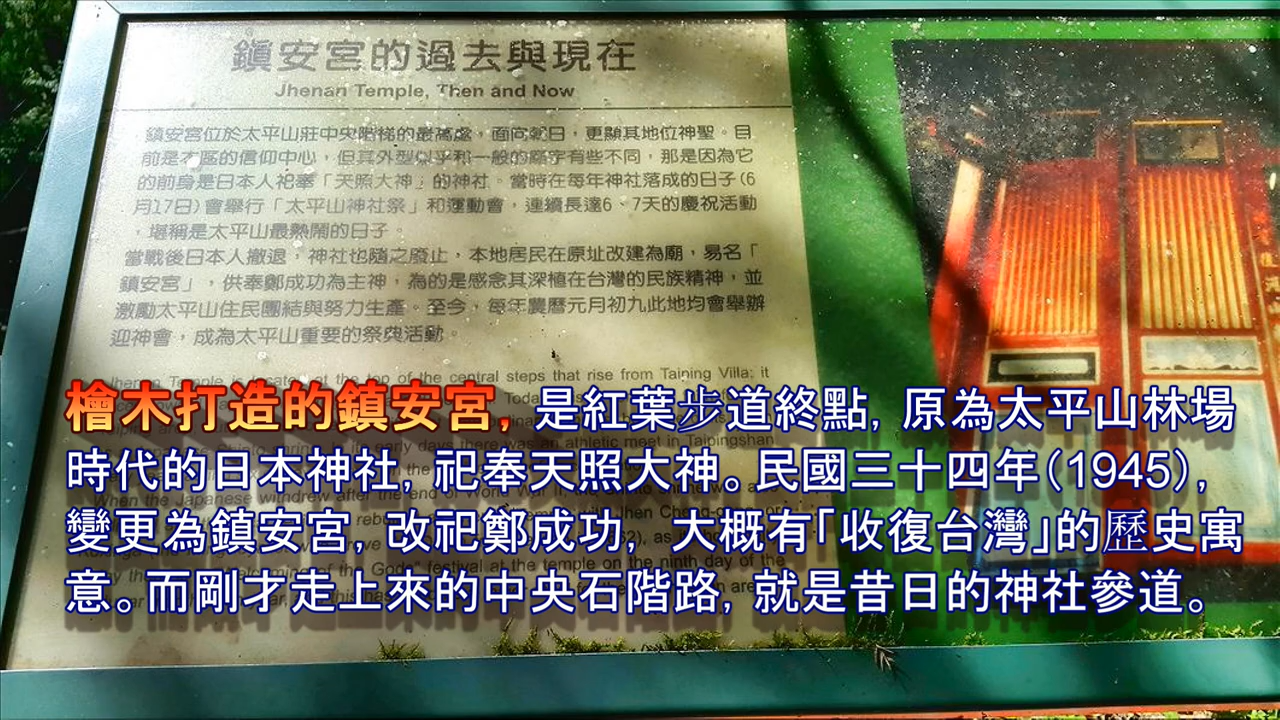 鎮安宮的過去與現在
Jhenan Temple, Then and Now
鎮安宮位於太平山莊中央階梯的最高處，面向朝日，更顯其地位神聖。目
前是本區的信仰中心，但其外型似乎和一般的廟宇有些不同，那是因為它
的前身是日本人祀奉「天照大神」的神社。當時在每年神社落成的日子(6
月17日)會舉行「太平山神社祭」和運動會，連續長達6、7天的慶祝活動
，堪稱是太平山最熱鬧的日子。
當戰後日本人撤退，神社也隨之廢止，本地居民在原址改建為廟，易名「
鎮安宮」，供奉鄭成功為主神，為的是感念其深植在台灣的民族精神，並
激勵太平山住民團結與努力生產。至今，每年農曆元月初九此地均會舉辦
迎神會，成為太平山重要的祭典活動。
Jhenan Temple is located at the top of the central steps that rise from Taining Villa; it
檜木打造的鎮安宮，是紅葉步道終點，原為太平山林場
時代的日本神社，祀奉天照大神。民國三十四年(1945)，
變更為鎮安宮，改祀鄭成功，大概有「收復台灣」的歷史寓
意。而剛才走上來的中央石階路，就是昔日的神社參道。